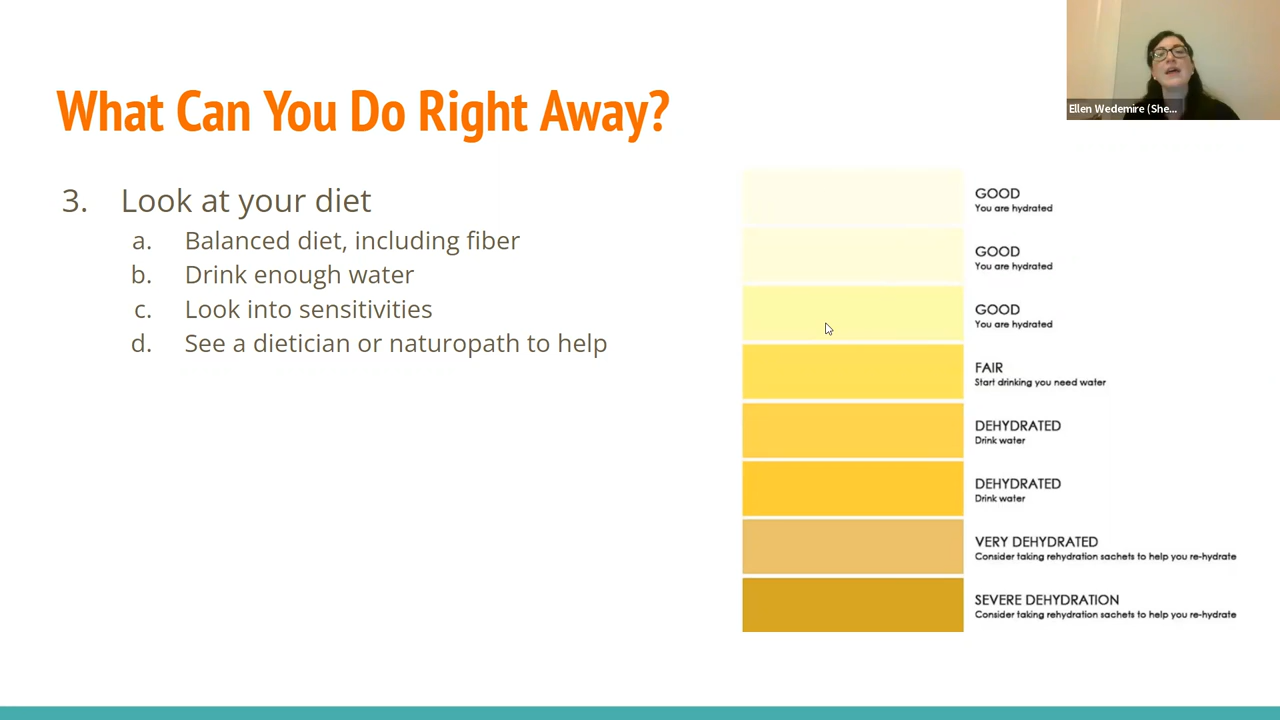 What Can You Do Right Away?
Ellen Wedemire (She...
3. Look at your diet
a. Balanced diet, including fiber
b. Drink enough water
c. Look into sensitivities
d. See a dietician or naturopath to help
GOOD
You are hydrated
GOOD
You are hydrated
GOOD
You are hydrated
FAIR
Start drinking you need water
DEHYDRATED
Drink water
DEHYDRATED
Drink water
VERY DEHYDRATED
Consider taking rehydration sachets to help you re-hydrate
SEVERE DEHYDRATION
Consider taking rehydration sachets to help you re-hydrate